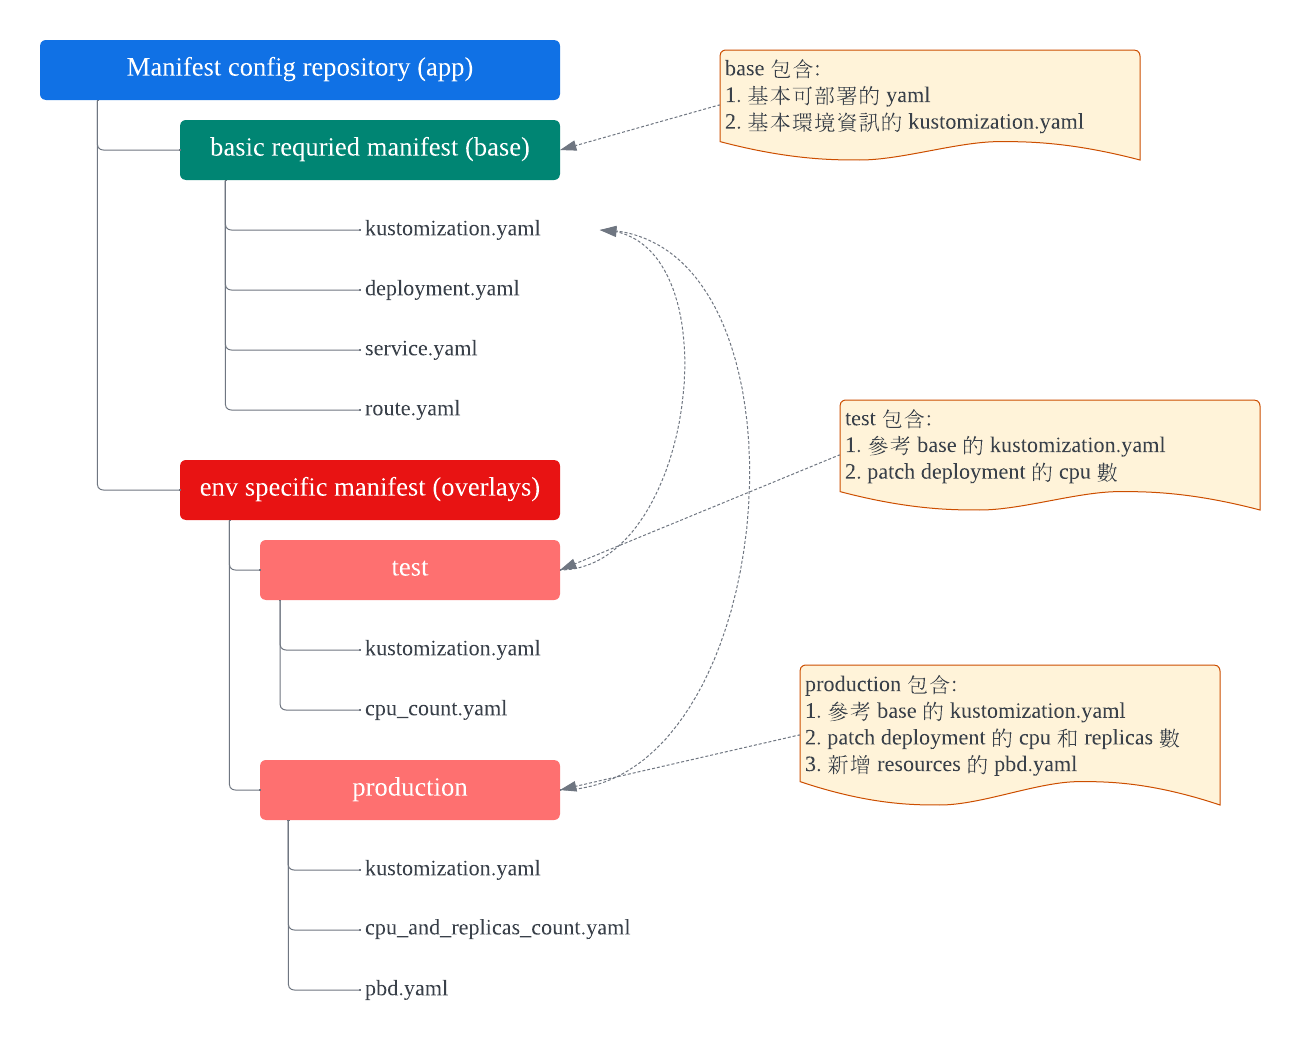 Manifest config repository (app)
base 包含:
1. 基本可部署的 yaml
2. 基本環境資訊的 kustomization.yaml
basic requried manifest (base)
kustomization.yaml
deployment.yaml
service.yaml
route.yaml
test 包含:
1. 參考 base 的 kustomization.yaml
2. patch deployment 的 cpu 數
env specific manifest (overlays)
test
kustomization.yaml
cpu_count.yaml
production 包含:
1. 參考 base 的 kustomization.yaml
2. patch deployment 的 cpu 和 replicas 數
3. 新增 resources 的 pbd.yaml
production
kustomization.yaml
cpu_and_replicas_count.yaml
pbd.yaml